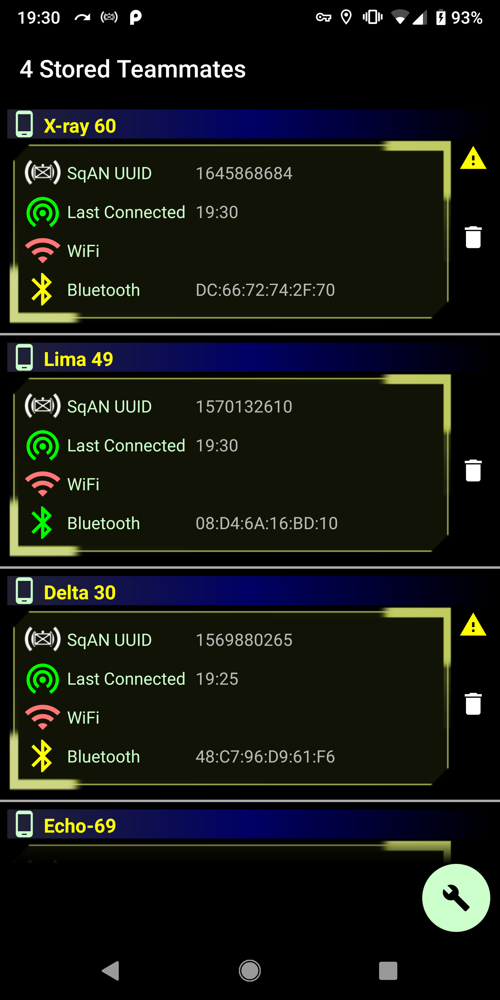 19:30 93%
4 Stored Teammates
X-ray 60
SqAN UUID 1645868684
Last Connected 19:30
WiFi
Bluetooth DC:66:72:74:2F:70
Lima 49
SqAN UUID 1570132610
Last Connected 19:30
WiFi
Bluetooth 08:D4:6A:16:BD:10
Delta 30
SqAN UUID 1569880265
Last Connected 19:25
WiFi
Bluetooth 48:C7:96:D9:61:F6
Echo-69